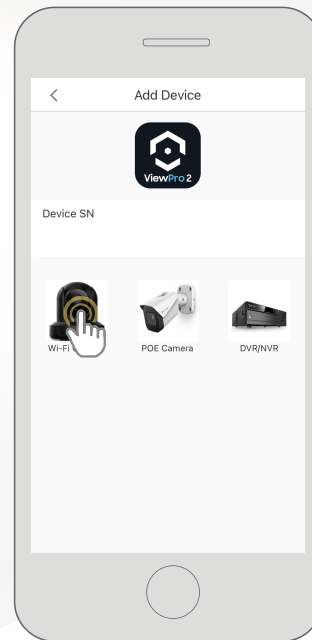 Add Device
ViewPro 2
Device SN
Wi-Fi
POE Camera
DVR/NVR